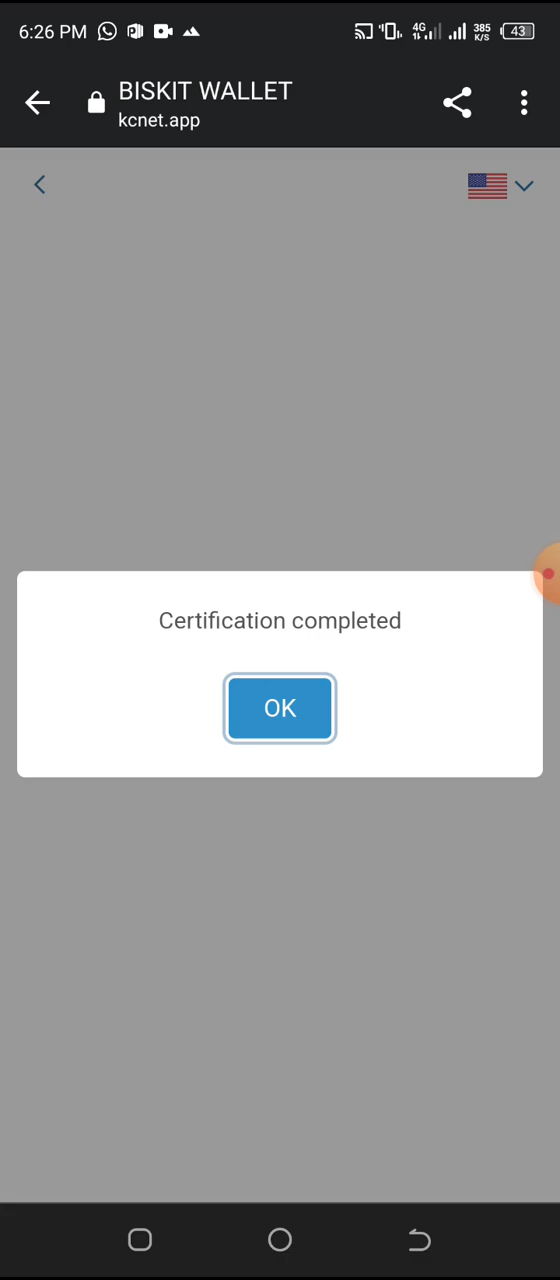 6:26 PM 4G 385 K/S 43
BISKIT WALLET
kcnet.app
Certification completed
OK